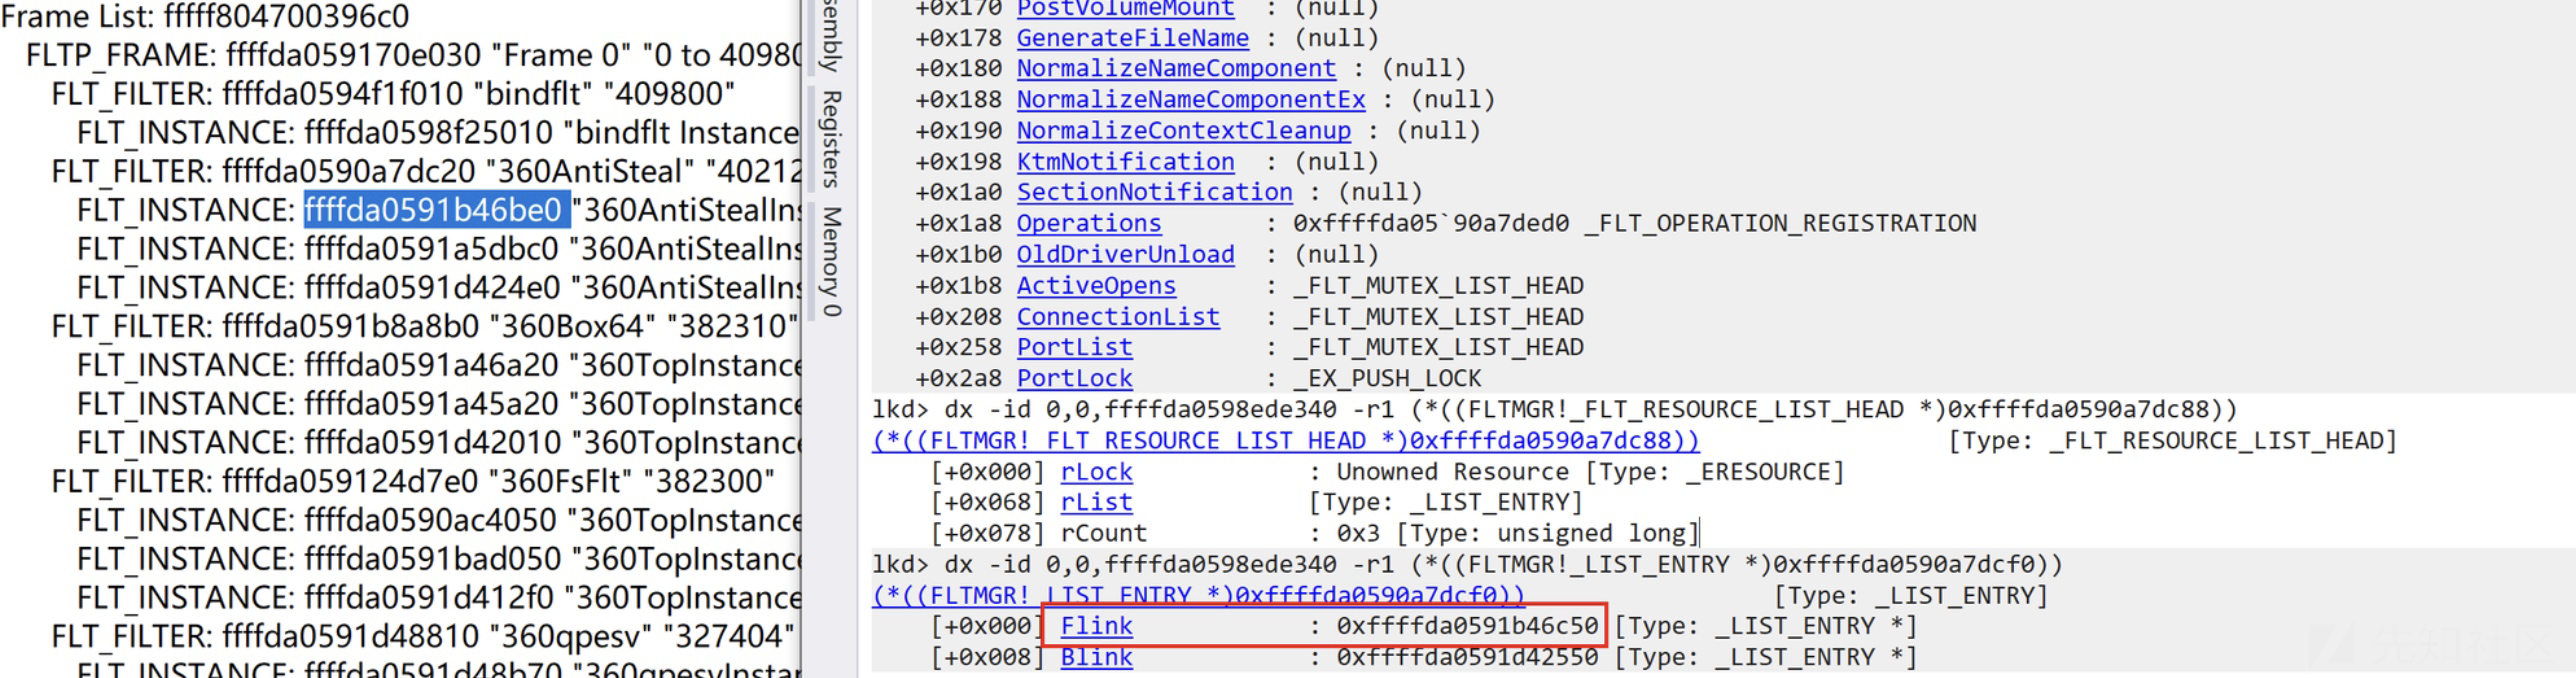 Frame List: fffff804700396c0
FLTP_FRAME: ffffda059170e030 "Frame 0" "0 to 40980
FLT_FILTER: ffffda0594f1f010 "bindflt" "409800"
FLT_INSTANCE: ffffda0598f25010 "bindflt Instance
FLT_FILTER: ffffda0590a7dc20 "360AntiSteal" "40212
FLT_INSTANCE: ffffda0591b46be0 "360AntiStealIns
FLT_INSTANCE: ffffda0591a5dbc0 "360AntiStealIns
FLT_INSTANCE: ffffda0591d424e0 "360AntiStealIns
FLT_FILTER: ffffda0591b8a8b0 "360Box64" "382310"
FLT_INSTANCE: ffffda0591a46a20 "360TopInstance
FLT_INSTANCE: ffffda0591a45a20 "360TopInstance
FLT_INSTANCE: ffffda0591d42010 "360TopInstance
FLT_FILTER: ffffda059124d7e0 "360FsFlt" "382300"
FLT_INSTANCE: ffffda0590ac4050 "360TopInstance
FLT_INSTANCE: ffffda0591bad050 "360TopInstance
FLT_INSTANCE: ffffda0591d412f0 "360TopInstance
FLT_FILTER: ffffda0591d48810 "360qpesv" "327404"
FLT_INSTANCE: ffffda0591d48b70 "360qpesvInstan
sembly
Registers
Memory 0
+0x170 PostVolumeMount : (null)
+0x178 GenerateFileName : (null)
+0x180 NormalizeNameComponent : (null)
+0x188 NormalizeNameComponentEx : (null)
+0x190 NormalizeContextCleanup : (null)
+0x198 KtmNotification : (null)
+0x1a0 SectionNotification : (null)
+0x1a8 Operations : 0xffffda05`90a7ded0 _FLT_OPERATION_REGISTRATION
+0x1b0 OldDriverUnload : (null)
+0x1b8 ActiveOpens : _FLT_MUTEX_LIST_HEAD
+0x208 ConnectionList : _FLT_MUTEX_LIST_HEAD
+0x258 PortList : _FLT_MUTEX_LIST_HEAD
+0x2a8 PortLock : _EX_PUSH_LOCK
lkd> dx -id 0,0,ffffda0598ede340 -r1 (*((FLTMGR!_FLT_RESOURCE_LIST_HEAD *)0xffffda0590a7dc88))
(*((FLTMGR!_FLT_RESOURCE_LIST_HEAD *)0xffffda0590a7dc88)) [Type: _FLT_RESOURCE_LIST_HEAD]
[+0x000] rLock : Unowned Resource [Type: _ERESOURCE]
[+0x068] rList [Type: _LIST_ENTRY]
[+0x078] rCount : 0x3 [Type: unsigned long]
lkd> dx -id 0,0,ffffda0598ede340 -r1 (*((FLTMGR!_LIST_ENTRY *)0xffffda0590a7dcf0))
(*((FLTMGR!_LIST_ENTRY *)0xffffda0590a7dcf0)) [Type: _LIST_ENTRY]
[+0x000] Flink : 0xffffda0591b46c50 [Type: _LIST_ENTRY *]
[+0x008] Blink : 0xffffda0591d42550 [Type: _LIST_ENTRY *]
先知社区